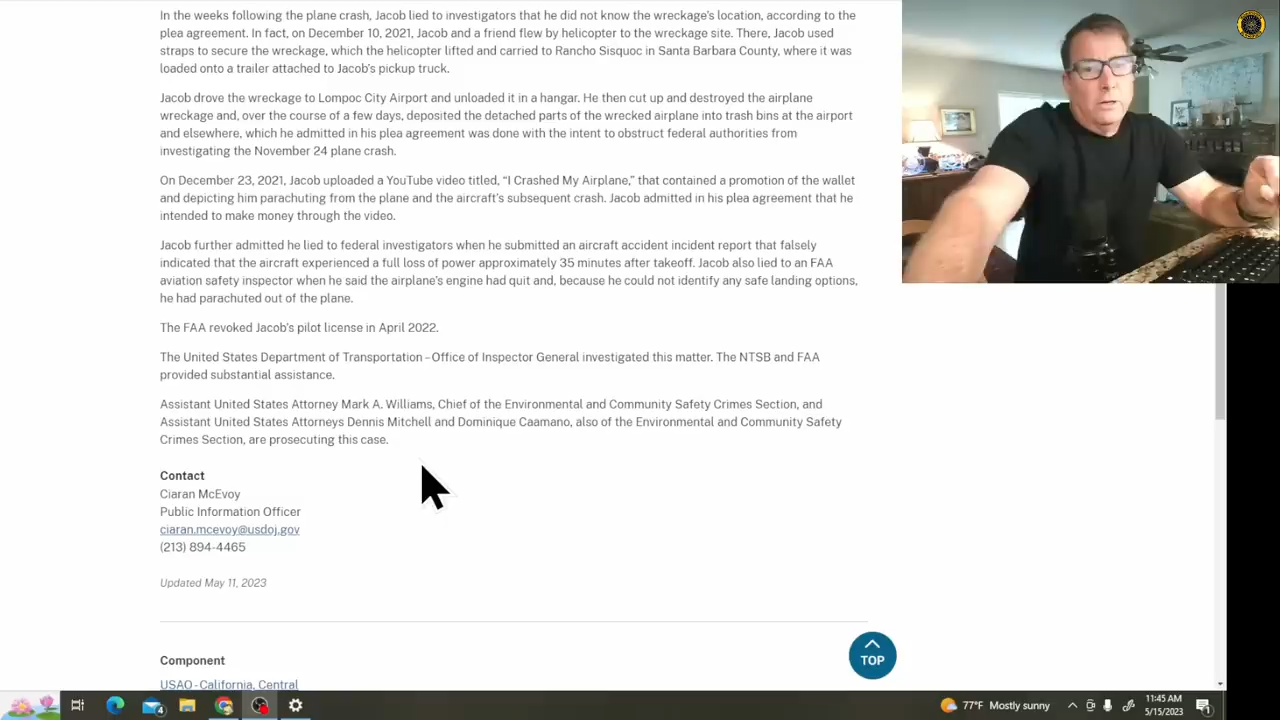 In the weeks following the plane crash, Jacob lied to investigators that he did not know the wreckage's location, according to the
plea agreement. In fact, on December 10, 2021, Jacob and a friend flew by helicopter to the wreckage site. There, Jacob used
straps to secure the wreckage, which the helicopter lifted and carried to Rancho Sisquoc in Santa Barbara County, where it was
loaded onto a trailer attached to Jacob's pickup truck.
Jacob drove the wreckage to Lompoc City Airport and unloaded it in a hangar. He then cut up and destroyed the airplane
wreckage and, over the course of a few days, deposited the detached parts of the wrecked airplane into trash bins at the airport
and elsewhere, which he admitted in his plea agreement was done with the intent to obstruct federal authorities from
investigating the November 24 plane crash.
On December 23, 2021, Jacob uploaded a YouTube video titled, “I Crashed My Airplane,” that contained a promotion of the wallet
and depicting him parachuting from the plane and the aircraft's subsequent crash. Jacob admitted in his plea agreement that he
intended to make money through the video.
Jacob further admitted he lied to federal investigators when he submitted an aircraft accident incident report that falsely
indicated that the aircraft experienced a full loss of power approximately 35 minutes after takeoff. Jacob also lied to an FAA
aviation safety inspector when he said the airplane's engine had quit and, because he could not identify any safe landing options,
he had parachuted out of the plane.
The FAA revoked Jacob's pilot license in April 2022.
The United States Department of Transportation – Office of Inspector General investigated this matter. The NTSB and FAA
provided substantial assistance.
Assistant United States Attorney Mark A. Williams, Chief of the Environmental and Community Safety Crimes Section, and
Assistant United States Attorneys Dennis Mitchell and Dominique Caamano, also of the Environmental and Community Safety
Crimes Section, are prosecuting this case.
Contact
Ciaran McEvoy
Public Information Officer
ciaran.mcevoy@usdoj.gov
(213) 894-4465
Updated May 11, 2023
TOP
Component
USAO - California, Central
4
77°F Mostly sunny
11:45 AM
5/15/2023
1